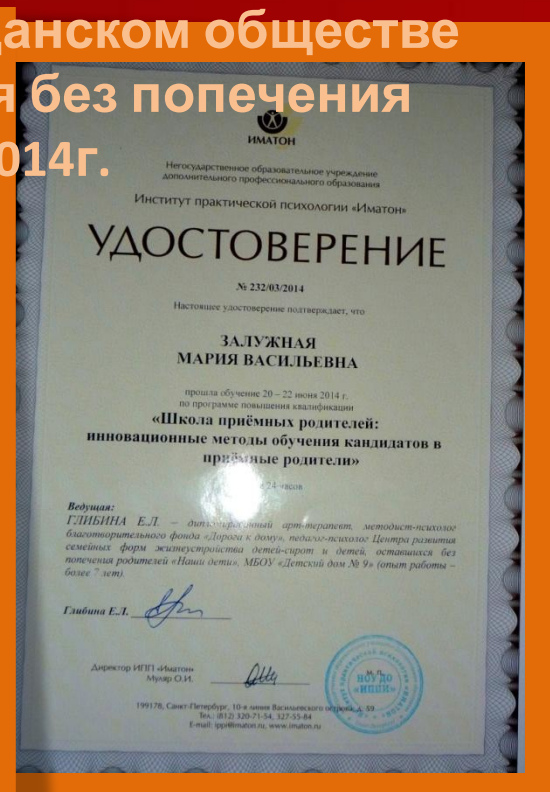 данском обществе
я без попечения
014г.
ИМАТОН
Негосударственное образовательное учреждение
дополнительного профессионального образования
Институт практической психологии «Иматон»
УДОСТОВЕРЕНИЕ
№ 232/03/2014
Настоящее удостоверение подтверждает, что
ЗАЛУЖНАЯ
МАРИЯ ВАСИЛЬЕВНА
прошла обучение 20 – 22 июня 2014 г.
по программе повышения квалификации
«Школа приёмных родителей:
инновационные методы обучения кандидатов в
приёмные родители»
24 часов
Ведущая:
ГЛИБИНА Е.Л. – дипломированный арт-терапевт, методист-психолог
благотворительного фонда «Дорога к дому», педагог-психолог Центра развития
семейных форм жизнеустройства детей-сирот и детей, оставшихся без
попечения родителей «Наши дети», МБОУ «Детский дом № 9» (опыт работы –
более 7 лет)
Глибина Е.Л.
Директор ИПП «Иматон»
Муляр О.И.
М. П.
НОУ ДО
«ИППИ»
199178, Санкт-Петербург, 10-я линия Васильевского острова, д. 59
Тел.: (812) 320-71-54, 327-55-84
E-mail: ippi@imaton.ru, www.imaton.ru